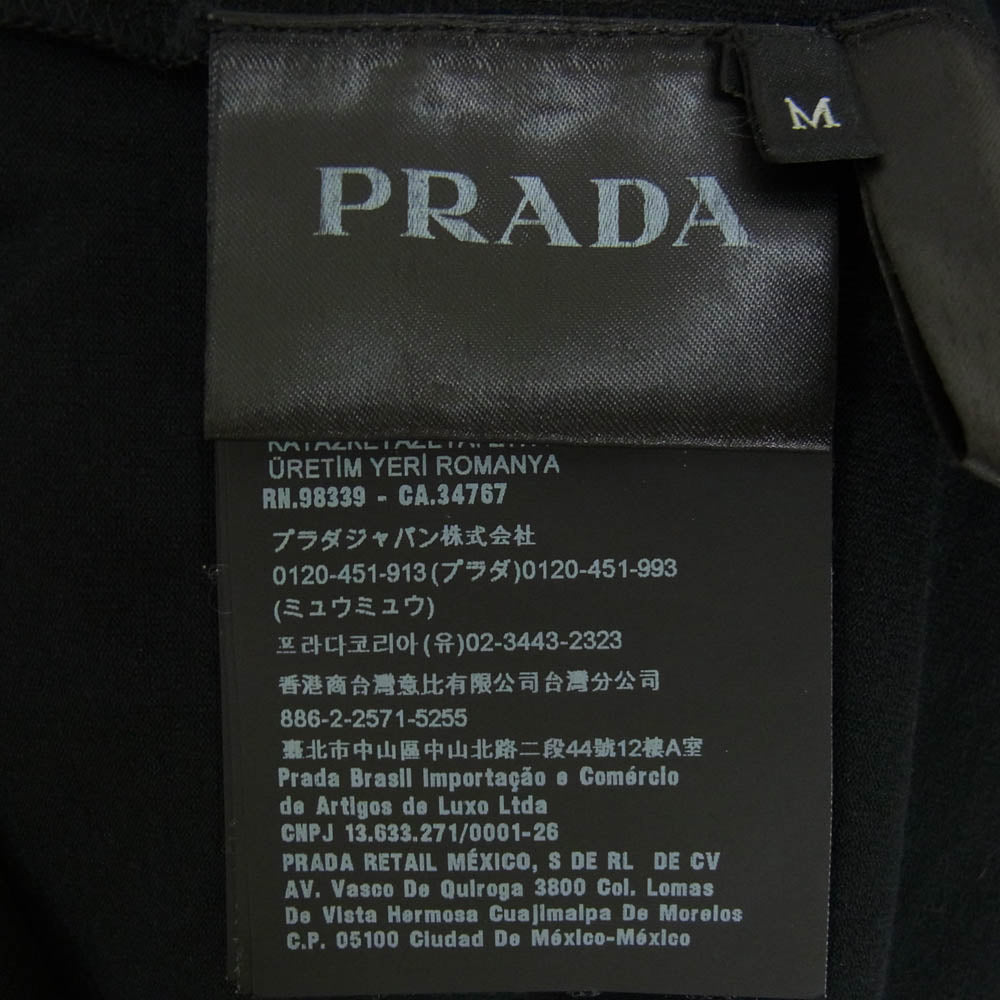 PRADA
M
ÜRETİM YERİ ROMANYA
RN.98339 - CA.34767
プラダジャパン株式会社
0120-451-913(プラダ)0120-451-993
(ミュウミュウ)
프라다코리아(유)02-3443-2323
香港商台灣意比有限公司台灣分公司
886-2-2571-5255
臺北市中山區中山北路二段44號12樓A室
Prada Brasil Importação e Comércio
de Artigos de Luxo Ltda
CNPJ 13.633.271/0001-26
PRADA RETAIL MÉXICO, S DE RL DE CV
AV. Vasco De Quiroga 3800 Col. Lomas
De Vista Hermosa Cuajimalpa De Morelos
C.P. 05100 Ciudad De México-México